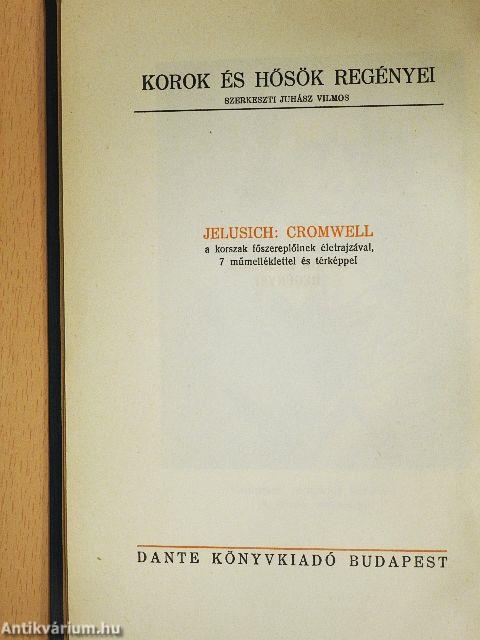 KOROK ÉS HŐSÖK REGÉNYEI
SZERKESZTI JUHÁSZ VILMOS
JELUSICH: CROMWELL
a korszak főszereplőinek életrajzával,
7 műmelléklettel és térképpel
DANTE KÖNYVKIADÓ BUDAPEST
Antikvárium.hu